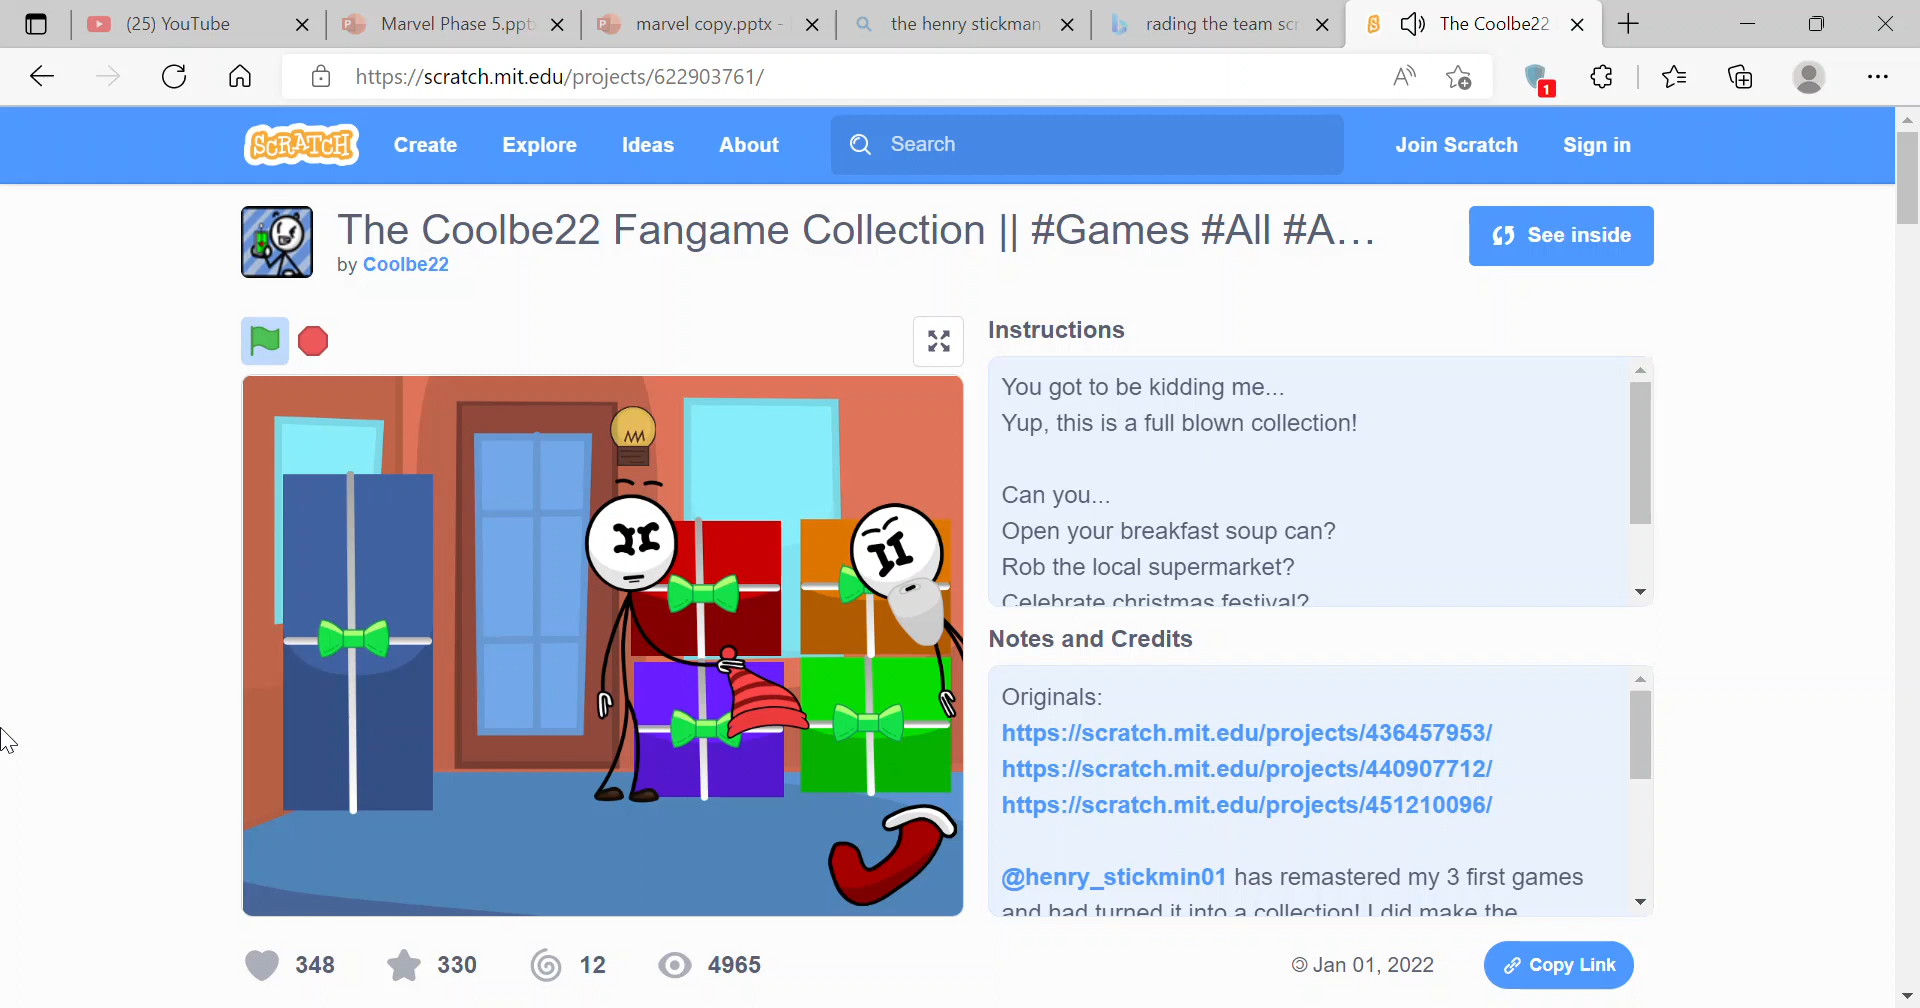 (25) YouTube
Marvel Phase 5.pptx
marvel copy.pptx -
the henry stickman
rading the team scr
The Coolbe22
https://scratch.mit.edu/projects/622903761/
1
SCRATCH
Create
Explore
Ideas
About
Search
Join Scratch
Sign in
The Coolbe22 Fangame Collection || #Games #All #A...
by Coolbe22
See inside
Instructions
You got to be kidding me...
Yup, this is a full blown collection!
Can you...
Open your breakfast soup can?
Rob the local supermarket?
Celebrate christmas festival?
Notes and Credits
Originals:
https://scratch.mit.edu/projects/436457953/
https://scratch.mit.edu/projects/440907712/
https://scratch.mit.edu/projects/451210096/
@henry_stickmin01 has remastered my 3 first games
and had turned it into a collection! I did make the
348
330
12
4965
Jan 01, 2022
Copy Link